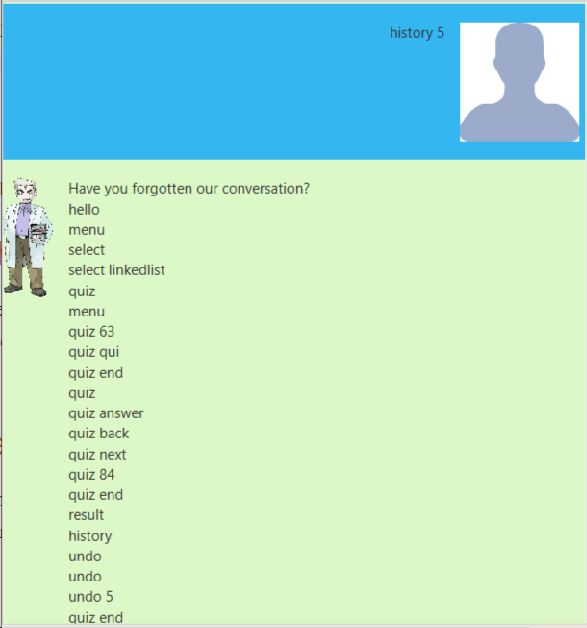 history 5
Have you forgotten our conversation?
hello
menu
select
select linkedlist
quiz
menu
quiz 63
quiz qui
quiz end
quiz
quiz answer
quiz back
quiz next
quiz 84
quiz end
result
history
undo
undo
undo 5
quiz end